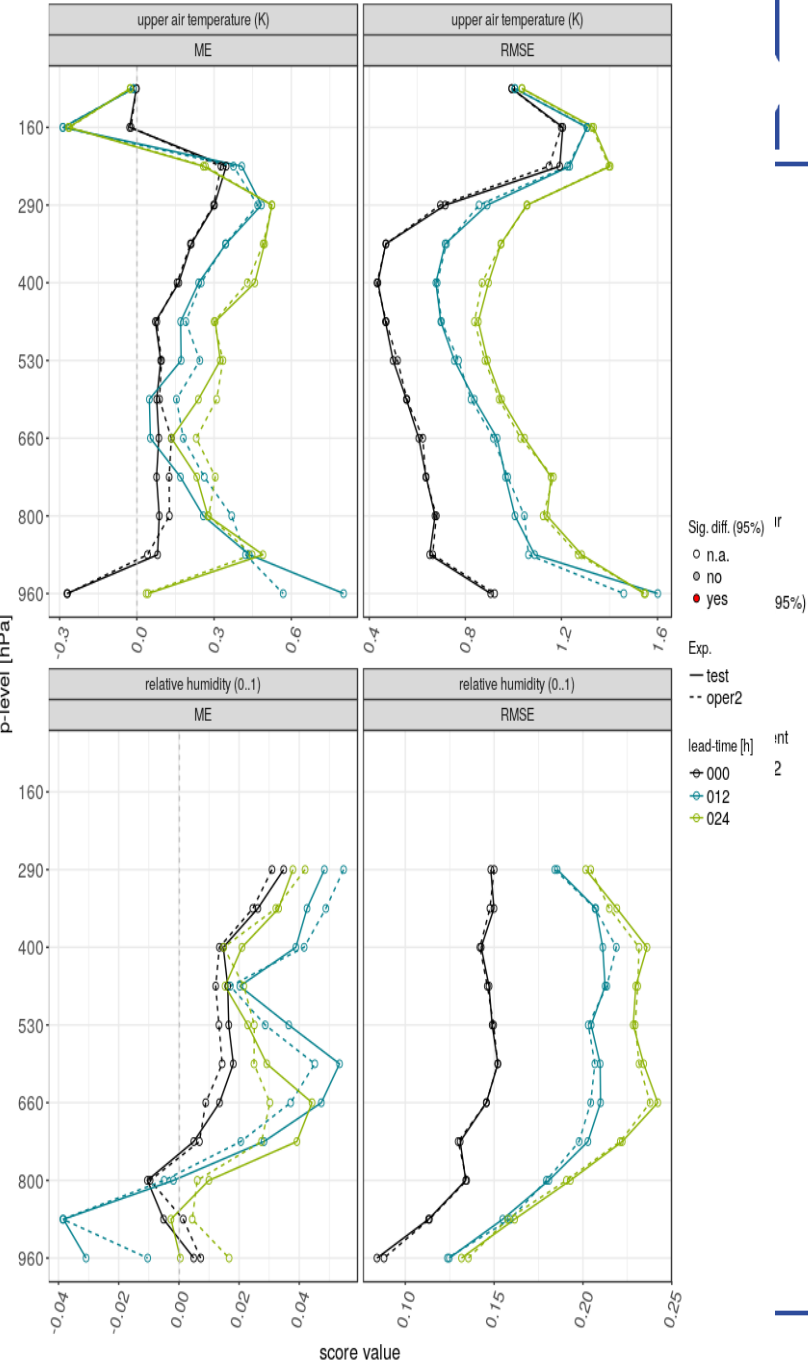 upper air temperature (K)
upper air temperature (K)
ME
RMSE
160
290
400
530
660
800
960
-0.3
0.0
0.3
0.6
0.4
0.8
1.2
1.6
p-level [hPa]
relative humidity (0..1)
relative humidity (0..1)
ME
RMSE
160
290
400
530
660
800
960
-0.04
-0.02
0.00
0.02
0.04
0.10
0.15
0.20
0.25
score value
Sig. diff. (95%)
n.a.
no
yes
95%)
Exp.
test
oper2
lead-time [h]
000
012
024
2